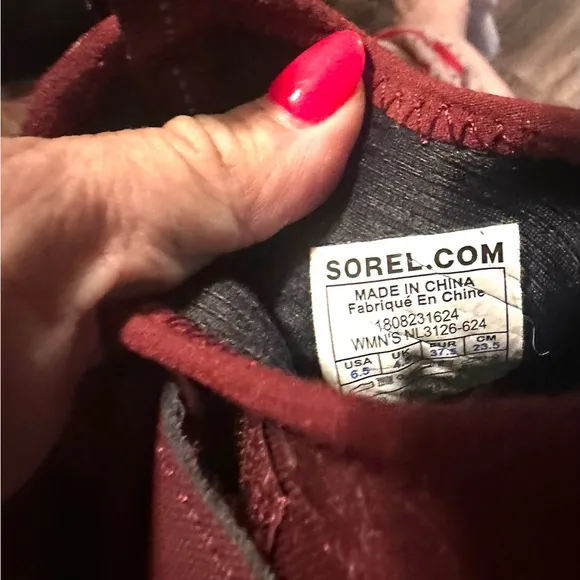 SOREL.COM
MADE IN CHINA
Fabriqué En Chine
1808231624
WMN'S NL3126-624
USA UK EUR CM
6.5 37.5 23.5